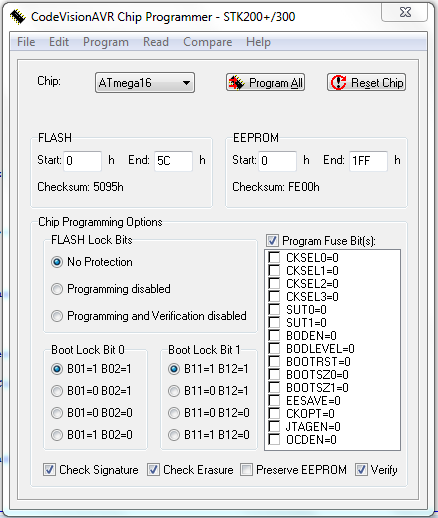 CodeVisionAVR Chip Programmer - STK200+/300
File Edit Program Read Compare Help
Chip: ATmega16 Program All Reset Chip
FLASH EEPROM
Start: 0 h End: 5C h Start: 0 h End: 1FF h
Checksum: 5095h Checksum: FE00h
Chip Programming Options
FLASH Lock Bits
No Protection
Programming disabled
Programming and Verification disabled
Boot Lock Bit 0
B01=1 B02=1
B01=0 B02=1
B01=0 B02=0
B01=1 B02=0
Boot Lock Bit 1
B11=1 B12=1
B11=0 B12=1
B11=0 B12=0
B11=1 B12=0
Program Fuse Bit(s):
CKSEL0=0
CKSEL1=0
CKSEL2=0
CKSEL3=0
SUT0=0
SUT1=0
BODEN=0
BODLEVEL=0
BOOTRST=0
BOOTSZ0=0
BOOTSZ1=0
EESAVE=0
CKOPT=0
JTAGEN=0
OCDEN=0
Check Signature Check Erasure Preserve EEPROM Verify